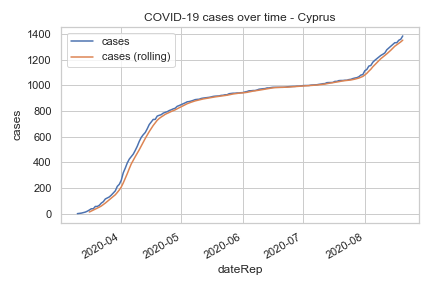 COVID-19 cases over time - Cyprus
1400
1200
1000
800
600
400
200
0
cases
cases
cases (rolling)
2020-04
2020-05
2020-06
2020-07
2020-08
dateRep